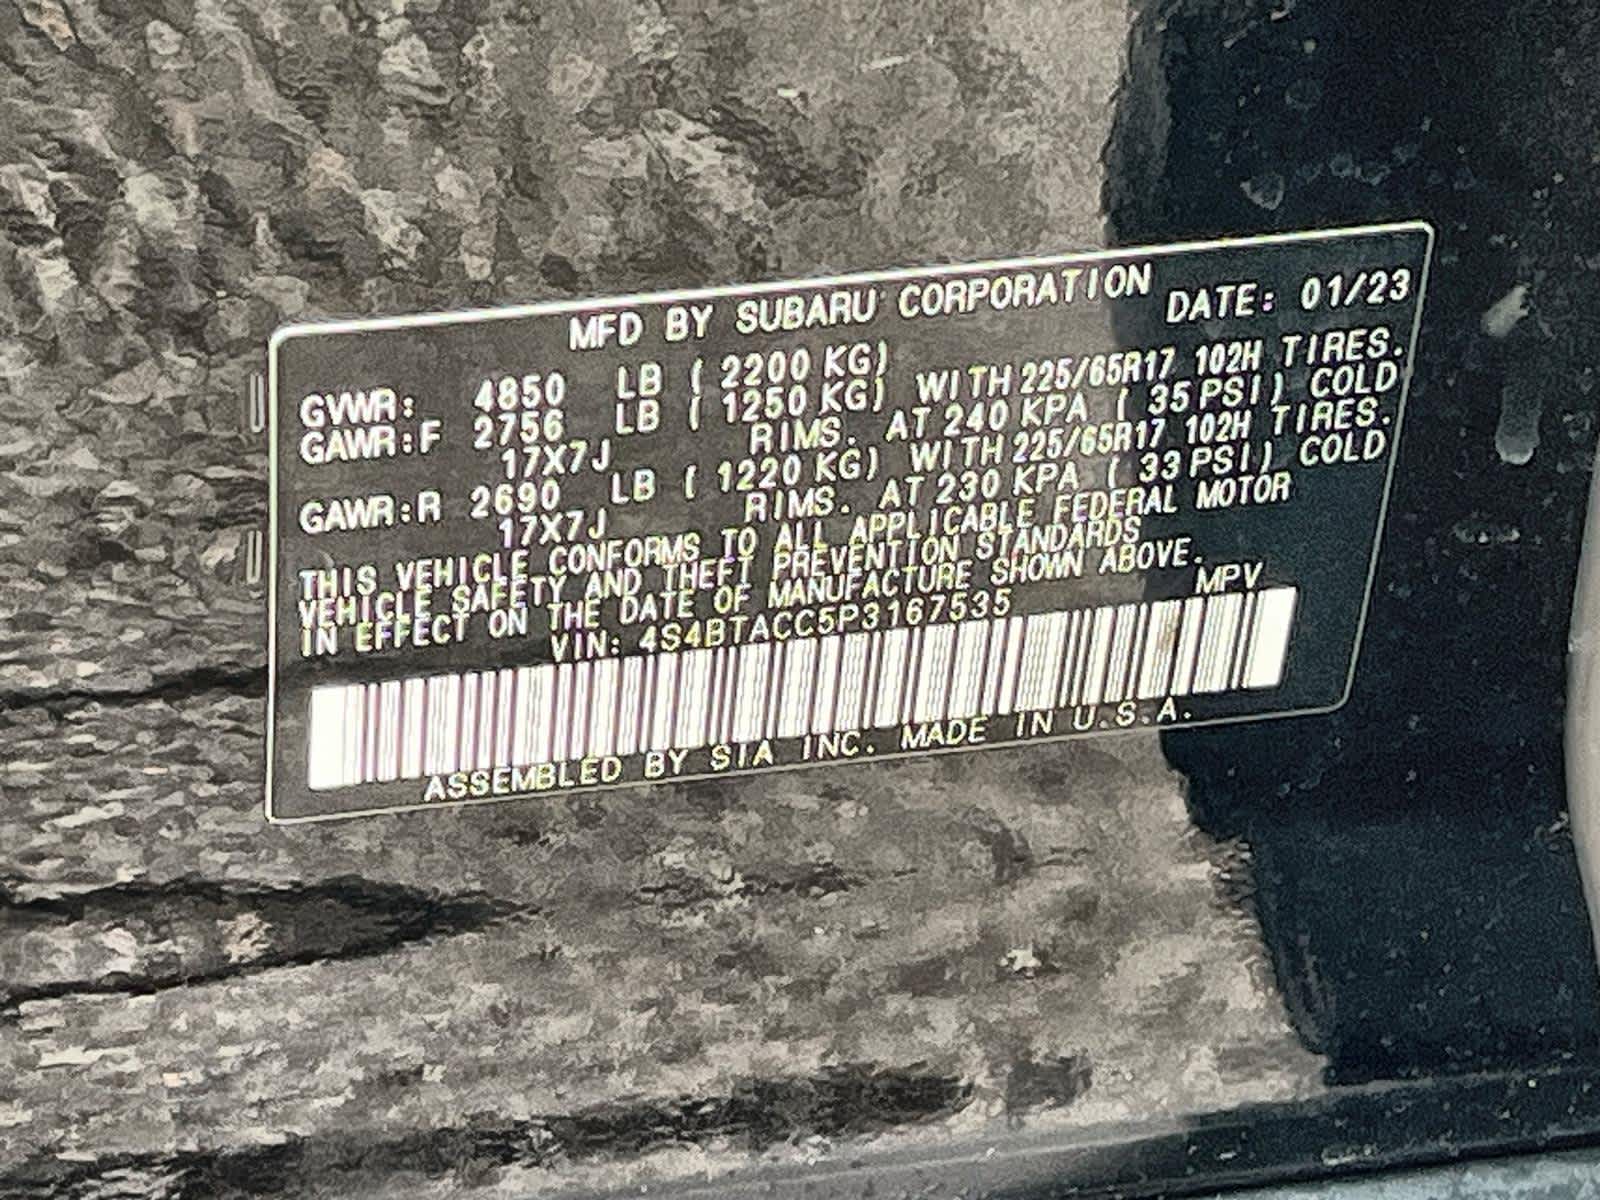 MFD BY SUBARU CORPORATION
DATE: 01/23
GVWR: 4850 LB ( 2200 KG)
GAWR:F 2756 LB ( 1250 KG) WITH 225/65R17 102H TIRES.
17X7J RIMS. AT 240 KPA ( 35 PSI) COLD
GAWR:R 2690 LB ( 1220 KG) WITH 225/65R17 102H TIRES.
17X7J RIMS. AT 230 KPA ( 33 PSI) COLD
THIS VEHICLE CONFORMS TO ALL APPLICABLE FEDERAL MOTOR
VEHICLE SAFETY AND THEFT PREVENTION STANDARDS
IN EFFECT ON THE DATE OF MANUFACTURE SHOWN ABOVE.
VIN: 4S4BTACC5P3167535 MPV
ASSEMBLED BY SIA INC. MADE IN U.S.A.